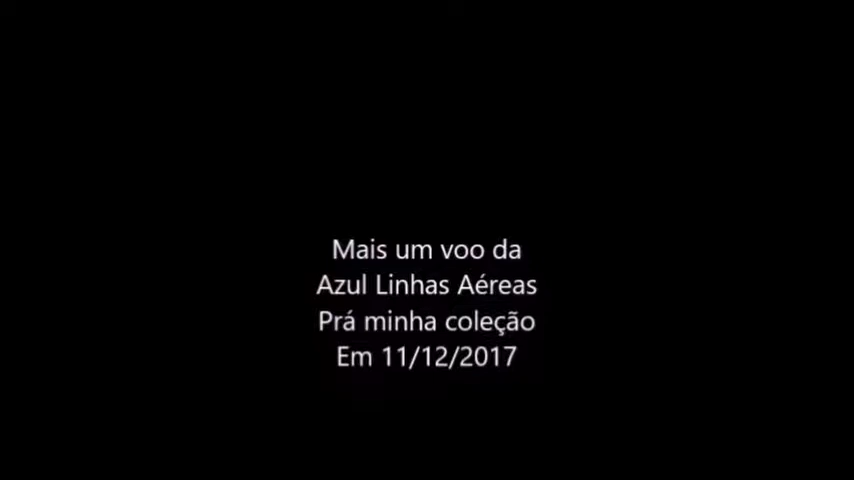 Mais um voo da
Azul Linhas Aéreas
Prá minha coleção
Em 11/12/2017